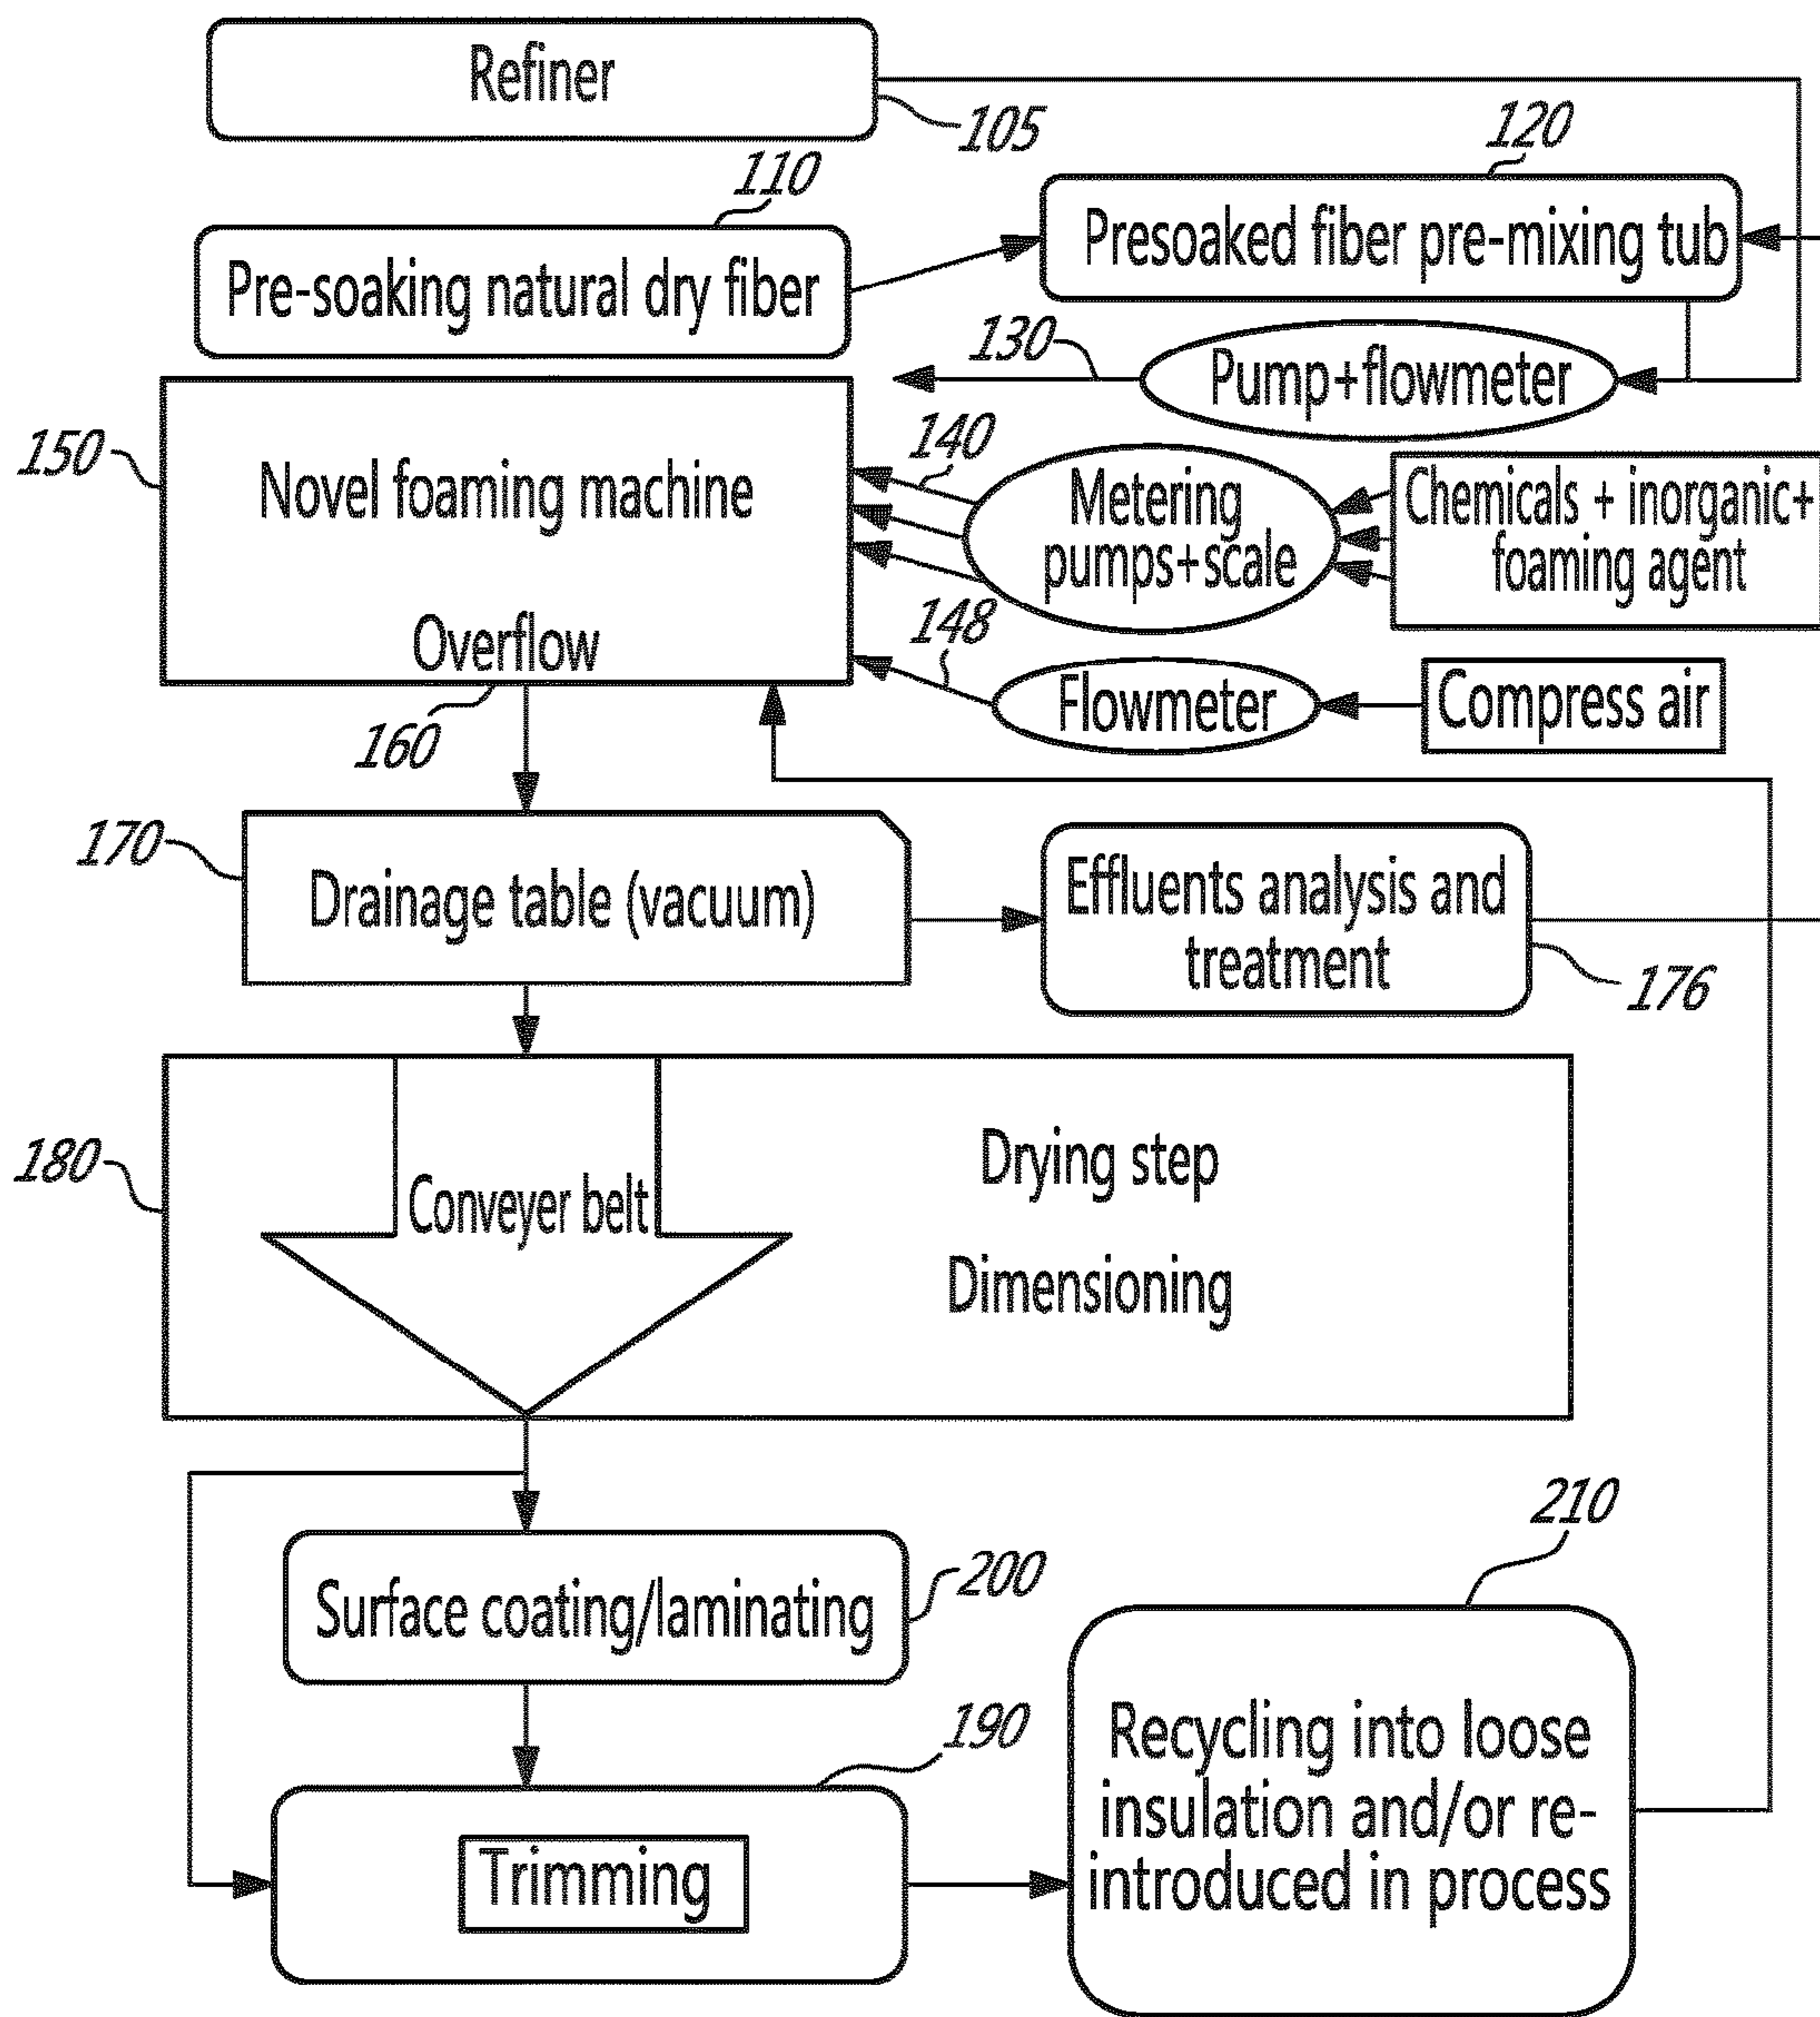 Refiner
105
110
120
Pre-soaking natural dry fiber
Presoaked fiber pre-mixing tub
130
Pump+flowmeter
150
Novel foaming machine
140
Metering
pumps+scale
Chemicals + inorganic+
foaming agent
Overflow
148
Flowmeter
Compress air
160
170
Drainage table (vacuum)
Effluents analysis and
treatment
176
180
Conveyer belt
Drying step
Dimensioning
Surface coating/laminating
200
210
190
Trimming
Recycling into loose
insulation and/or re-
introduced in process